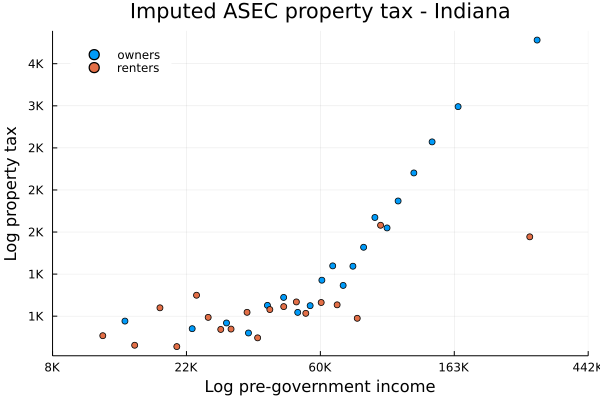 Imputed ASEC property tax - Indiana
owners
renters
4K
3K
2K
2K
2K
1K
1K
Log property tax
8K
22K
60K
163K
442K
Log pre-government income